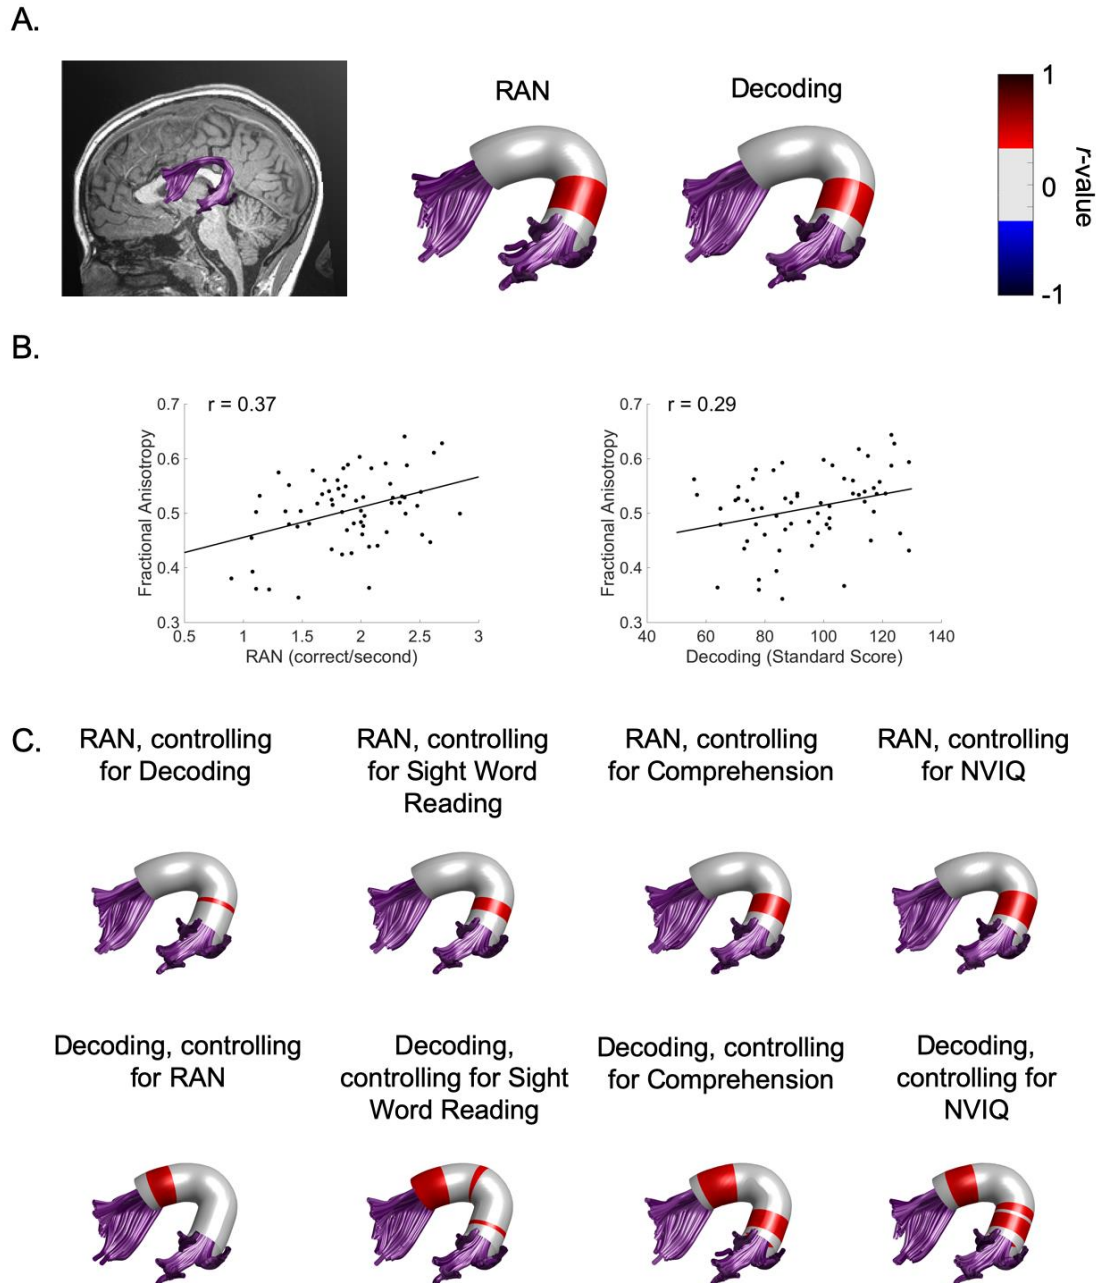 A.
RAN
Decoding
1
0
-1
r-value
B.
r = 0.37
0.7
0.6
0.5
0.4
0.3
Fractional Anisotropy
0.5
1
1.5
2
2.5
3
RAN (correct/second)
r = 0.29
0.7
0.6
0.5
0.4
0.3
Fractional Anisotropy
40
60
80
100
120
140
Decoding (Standard Score)
C.
RAN, controlling
for Decoding
RAN, controlling
for Sight Word
Reading
RAN, controlling
for Comprehension
RAN, controlling
for NVIQ
Decoding, controlling
for RAN
Decoding,
controlling for Sight
Word Reading
Decoding, controlling
for Comprehension
Decoding,
controlling for
NVIQ